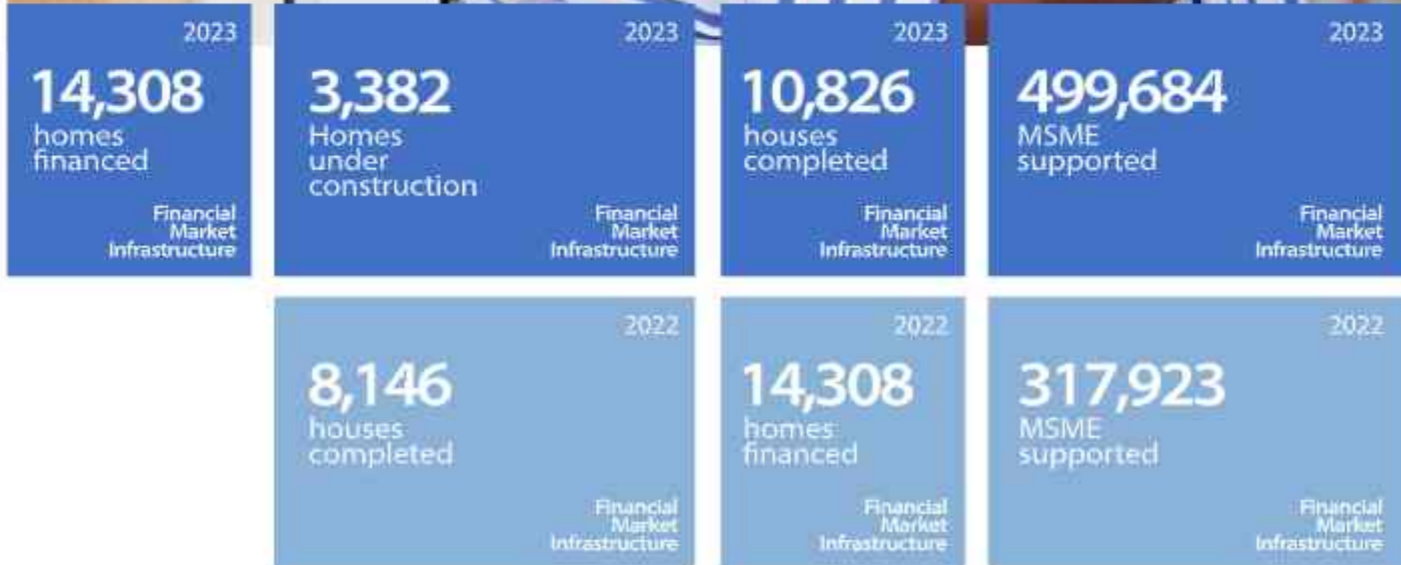 2023
14,308
homes
financed
Financial
Market
Infrastructure
2023
3,382
Homes
under
construction
Financial
Market
Infrastructure
2023
10,826
houses
completed
Financial
Market
Infrastructure
2023
499,684
MSME
supported
Financial
Market
Infrastructure
2022
8,146
houses
completed
Financial
Market
Infrastructure
2022
14,308
homes
financed
Financial
Market
Infrastructure
2022
317,923
MSME
supported
Financial
Market
Infrastructure